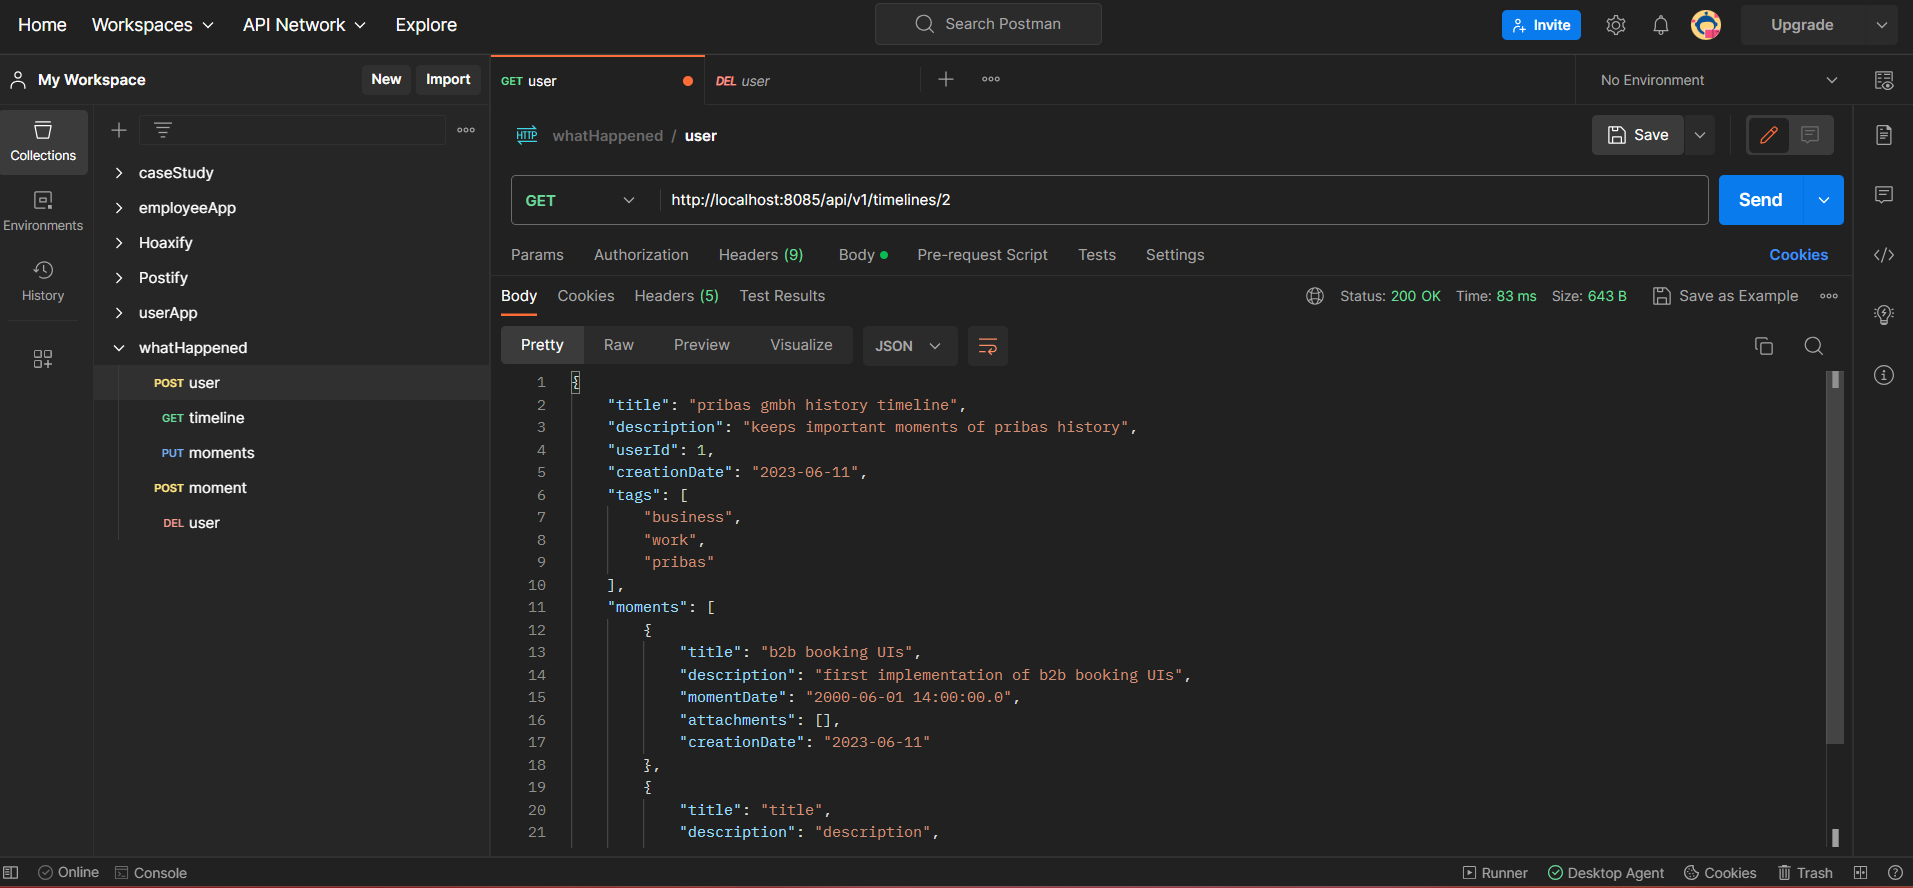 Home Workspaces API Network Explore Search Postman Invite Upgrade
My Workspace New Import GET user DEL user No Environment
Collections
Environments
History
caseStudy
employeeApp
Hoaxify
Postify
userApp
whatHappened
POST user
GET timeline
PUT moments
POST moment
DEL user
HTTP whatHappened / user Save
GET http://localhost:8085/api/v1/timelines/2 Send
Params Authorization Headers (9) Body Pre-request Script Tests Settings Cookies
Body Cookies Headers (5) Test Results Status: 200 OK Time: 83 ms Size: 643 B Save as Example
Pretty Raw Preview Visualize JSON
1 {
2 "title": "pribas gmbh history timeline",
3 "description": "keeps important moments of pribas history",
4 "userId": 1,
5 "creationDate": "2023-06-11",
6 "tags": [
7 "business",
8 "work",
9 "pribas"
10 ],
11 "moments": [
12 {
13 "title": "b2b booking UIs",
14 "description": "first implementation of b2b booking UIs",
15 "momentDate": "2000-06-01 14:00:00.0",
16 "attachments": [],
17 "creationDate": "2023-06-11"
18 },
19 {
20 "title": "title",
21 "description": "description",
Online Console Runner Desktop Agent Cookies Trash